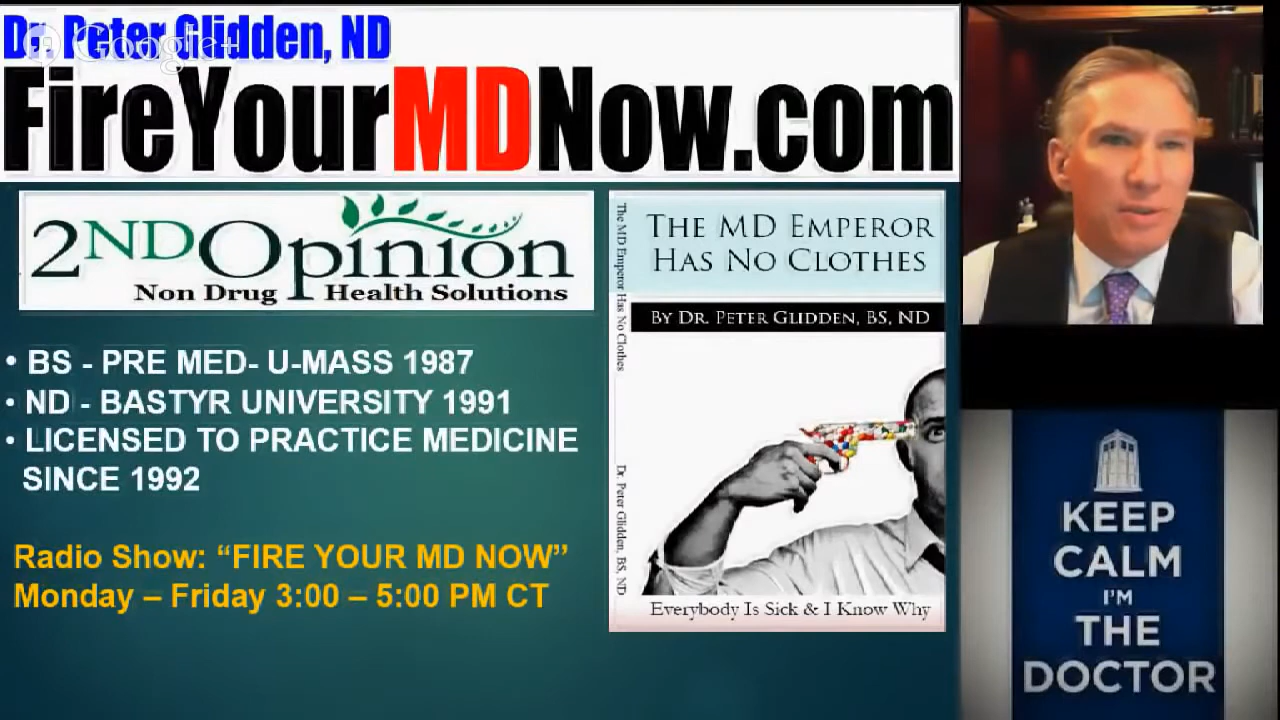 Dr. Peter Glidden, ND
Google+
FireYourMDNow.com
2NDOpinion
Non Drug Health Solutions
• BS - PRE MED- U-MASS 1987
• ND - BASTYR UNIVERSITY 1991
• LICENSED TO PRACTICE MEDICINE
SINCE 1992
Radio Show: “FIRE YOUR MD NOW”
Monday – Friday 3:00 – 5:00 PM CT
The MD Emperor Has No Clothes
Dr. Peter Glidden, BS, ND
THE MD EMPEROR
HAS NO CLOTHES
BY DR. PETER GLIDDEN, BS, ND
EVERYBODY IS SICK & I KNOW WHY
KEEP
CALM
I'M
THE
DOCTOR